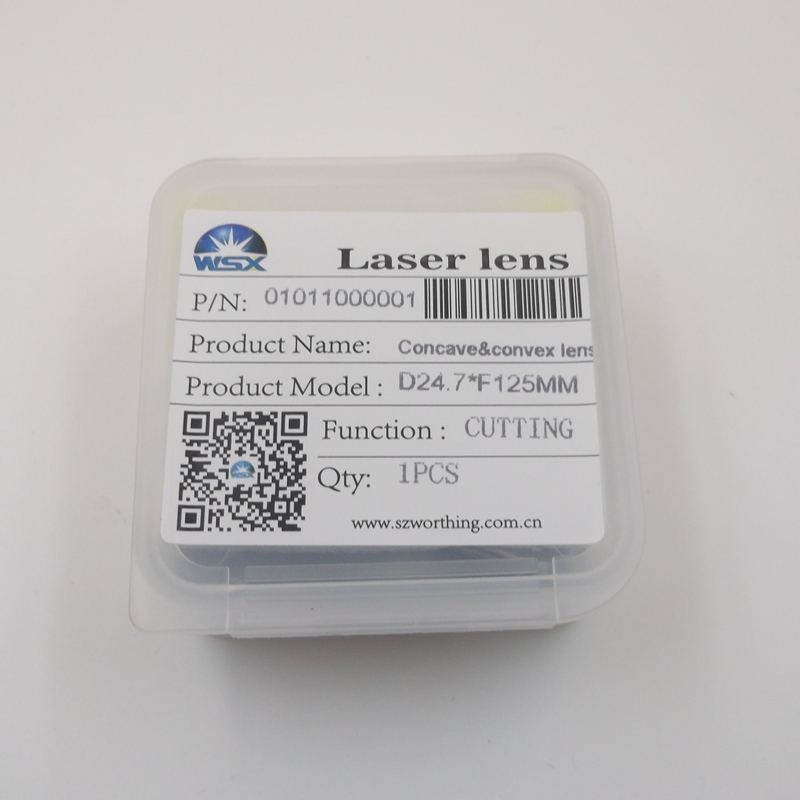 WSX
Laser lens
P/N: 01011000001
Product Name: Concave&convex lens
Product Model : D24.7*F125MM
Function : CUTTING
Qty: 1PCS
www.szworthing.com.cn